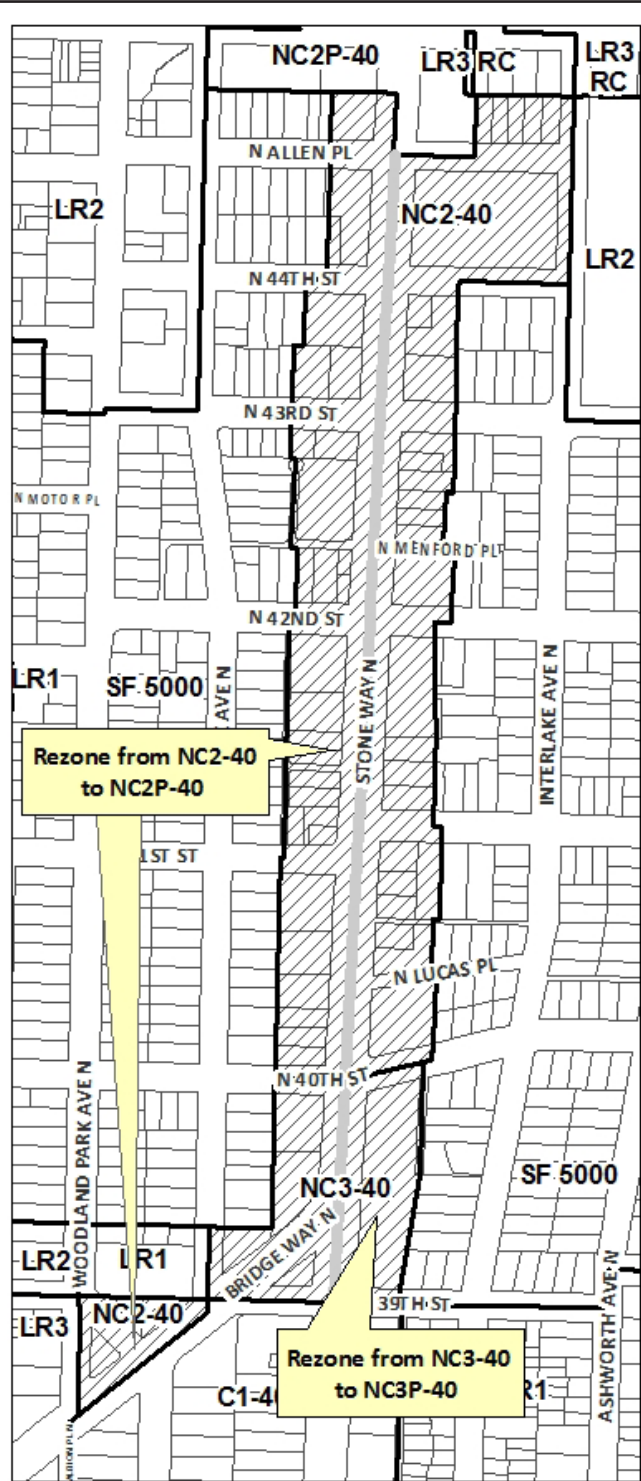 NC2P-40
LR3 RC
LR3
RC
N ALLEN PL
LR2
NC2-40
LR2
N 44TH ST
N 43RD ST
N MOTOR PL
N MENFORD PL
N 42ND ST
LR1
SF 5000
AVE N
STONE WAY N
INTERLAKE AVE N
Rezone from NC2-40
to NC2P-40
1ST ST
N LUCAS PL
N 40TH ST
WOODLAND PARK AVE N
SF 5000
NC3-40
BRIDGE WAY N
LR2
LR1
ASHWORTH AVE N
NC2-40
LR3
39TH ST
Rezone from NC3-40
to NC3P-40
C1-40
R1
ALBION PL N